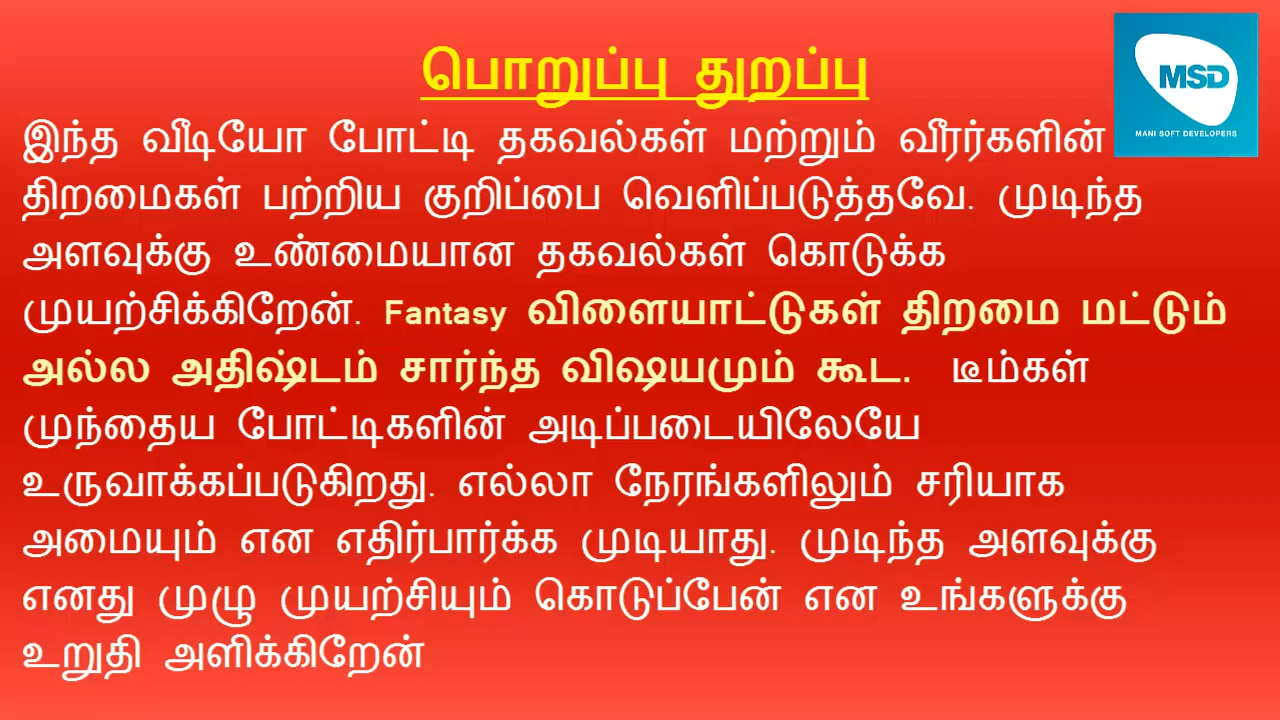 பொறுப்பு துறப்பு
MSD
MANI SOFT DEVELOPERS
இந்த வீடியோ போட்டி தகவல்கள் மற்றும் வீரர்களின்
திறமைகள் பற்றிய குறிப்பை வெளிப்படுத்தவே. முடிந்த
அளவுக்கு உண்மையான தகவல்கள் கொடுக்க
முயற்சிக்கிறேன். Fantasy விளையாட்டுகள் திறமை மட்டும்
அல்ல அதிஷ்டம் சார்ந்த விஷயமும் கூட. டீம்கள்
முந்தைய போட்டிகளின் அடிப்படையிலேயே
உருவாக்கப்படுகிறது. எல்லா நேரங்களிலும் சரியாக
அமையும் என எதிர்பார்க்க முடியாது. முடிந்த அளவுக்கு
எனது முழு முயற்சியும் கொடுப்பேன் என உங்களுக்கு
உறுதி அளிக்கிறேன்